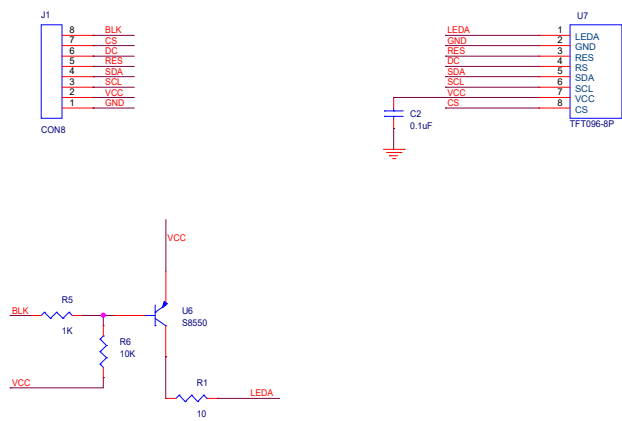 J1
8 BLK
7 CS
6 DC
5 RES
4 SDA
3 SCL
2 VCC
1 GND
CON8
U7
LEDA 1 LEDA
GND 2 GND
RES 3 RES
DC 4 RS
SDA 5 SDA
SCL 6 SCL
VCC 7 VCC
CS 8 CS
TFT096-8P
C2
0.1uF
VCC
U6
S8550
R5
BLK
1K
R6
10K
VCC
R1
LEDA
10